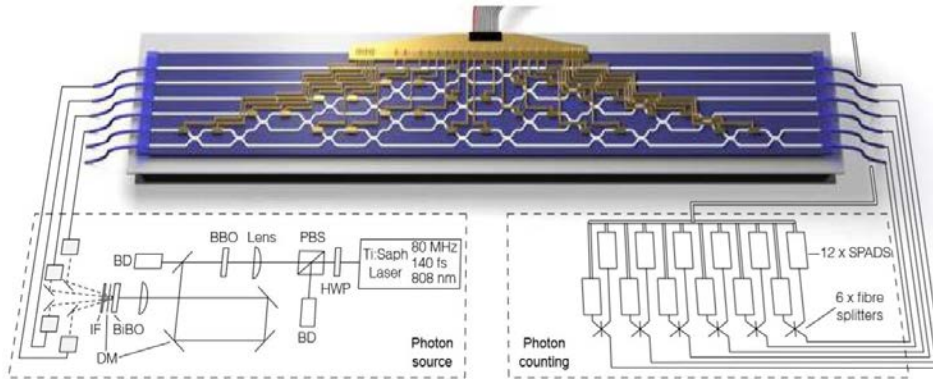 BBO
Lens
PBS
Ti:Saph
Laser
80 MHz
140 fs
808 nm
BD
HWP
12 x SPADs
IF
BiBO
BD
6 x fibre
splitters
DM
Photon
source
Photon
counting